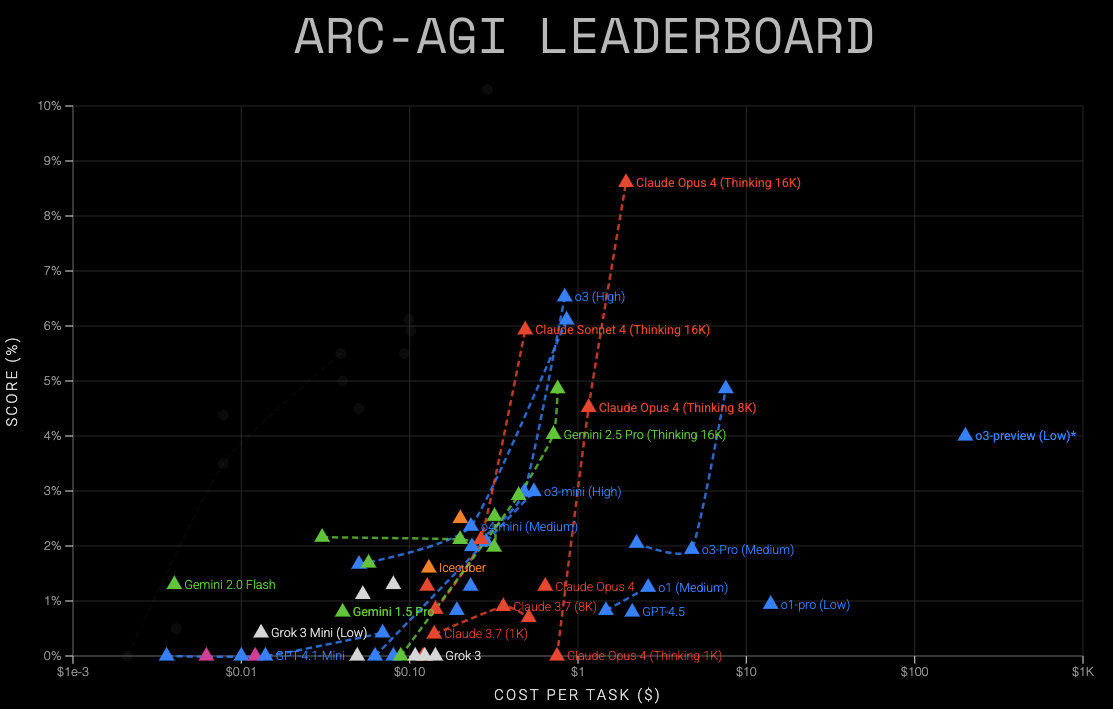 ARC-AGI LEADERBOARD
10%
9%
Claude Opus 4 (Thinking 16K)
8%
7%
o3 (High)
6%
Claude Sonnet 4 (Thinking 16K)
5%
Claude Opus 4 (Thinking 8K)
4%
Gemini 2.5 Pro (Thinking 16K)
o3-preview (Low)*
3%
o3-mini (High)
o4-mini (Medium)
2%
o3-Pro (Medium)
Icecuber
Gemini 2.0 Flash
Claude Opus 4
o1 (Medium)
1%
Gemini 1.5 Pro
Claude 3.7 (8K)
GPT-4.5
o1-pro (Low)
Grok 3 Mini (Low)
Claude 3.7 (1K)
0%
GPT-4.1 Mini
Grok 3
Claude Opus 4 (Thinking 1K)
$1e-3
$0.01
$0.10
$1
$10
$100
$1K
SCORE (%)
COST PER TASK ($)